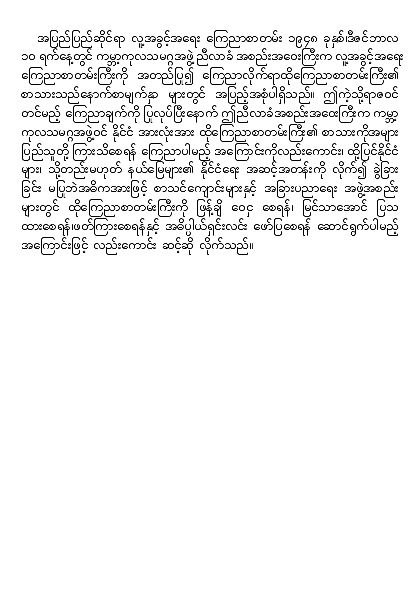 အပြည်ပြည်ဆိုင်ရာ လူ့အခွင့်အရေး ကြေညာစာတမ်း ၁၉၄၈ ခုနှစ်၊ဒီဇင်ဘာလ
၁၀ ရက်နေ့တွင် ကမ္ဘာ့ကုလသမဂ္ဂအဖွဲ့ ညီလာခံ အစည်းအဝေးကြီးက လူ့အခွင့်အရေး
ကြေညာစာတမ်းကြီးကို အတည်ပြု၍ ကြေညာလိုက်ရာထိုကြေညာစာတမ်းကြီး၏
စာသားသည်နောက်စာမျက်နှာ များတွင် အပြည့်အစုံပါရှိသည်။ ဤကဲ့သို့ရာဇဝင်
တင်မည့် ကြေညာချက်ကို ပြုလုပ်ပြီးနောက် ဤညီလာခံအစည်းအဝေးကြီးက ကမ္ဘာ့
ကုလသမဂ္ဂအဖွဲ့ဝင် နိုင်ငံ အားလုံးအား ထိုကြေညာစာတမ်းကြီး၏ စာသားကိုအများ
ပြည်သူတို့ ကြားသိစေရန် ကြေညာပါမည့် အကြောင်းကိုလည်းကောင်း၊ ထို့ပြင်နိုင်ငံ
များ၊ သို့တည်းမဟုတ် နယ်မြေများ၏ နိုင်ငံရေး အဆင့်အတန်းကို လိုက်၍ ခွဲခြား
ခြင်း မပြုဘဲအဓိကအားဖြင့် စာသင်ကျောင်းများနှင့် အခြားပညာရေး အဖွဲ့အစည်း
များတွင် ထိုကြေညာစာတမ်းကြီးကို ဖြန့်ချိ ဝေငှ စေရန်၊ မြင်သာအောင် ပြသ
ထားစေရန်၊ဖတ်ကြားစေရန်နှင့် အဓိပ္ပါယ်ရှင်းလင်း ဖော်ပြစေရန် ဆောင်ရွက်ပါမည့်
အကြောင်းဖြင့် လည်းကောင်း ဆင့်ဆို လိုက်သည်။